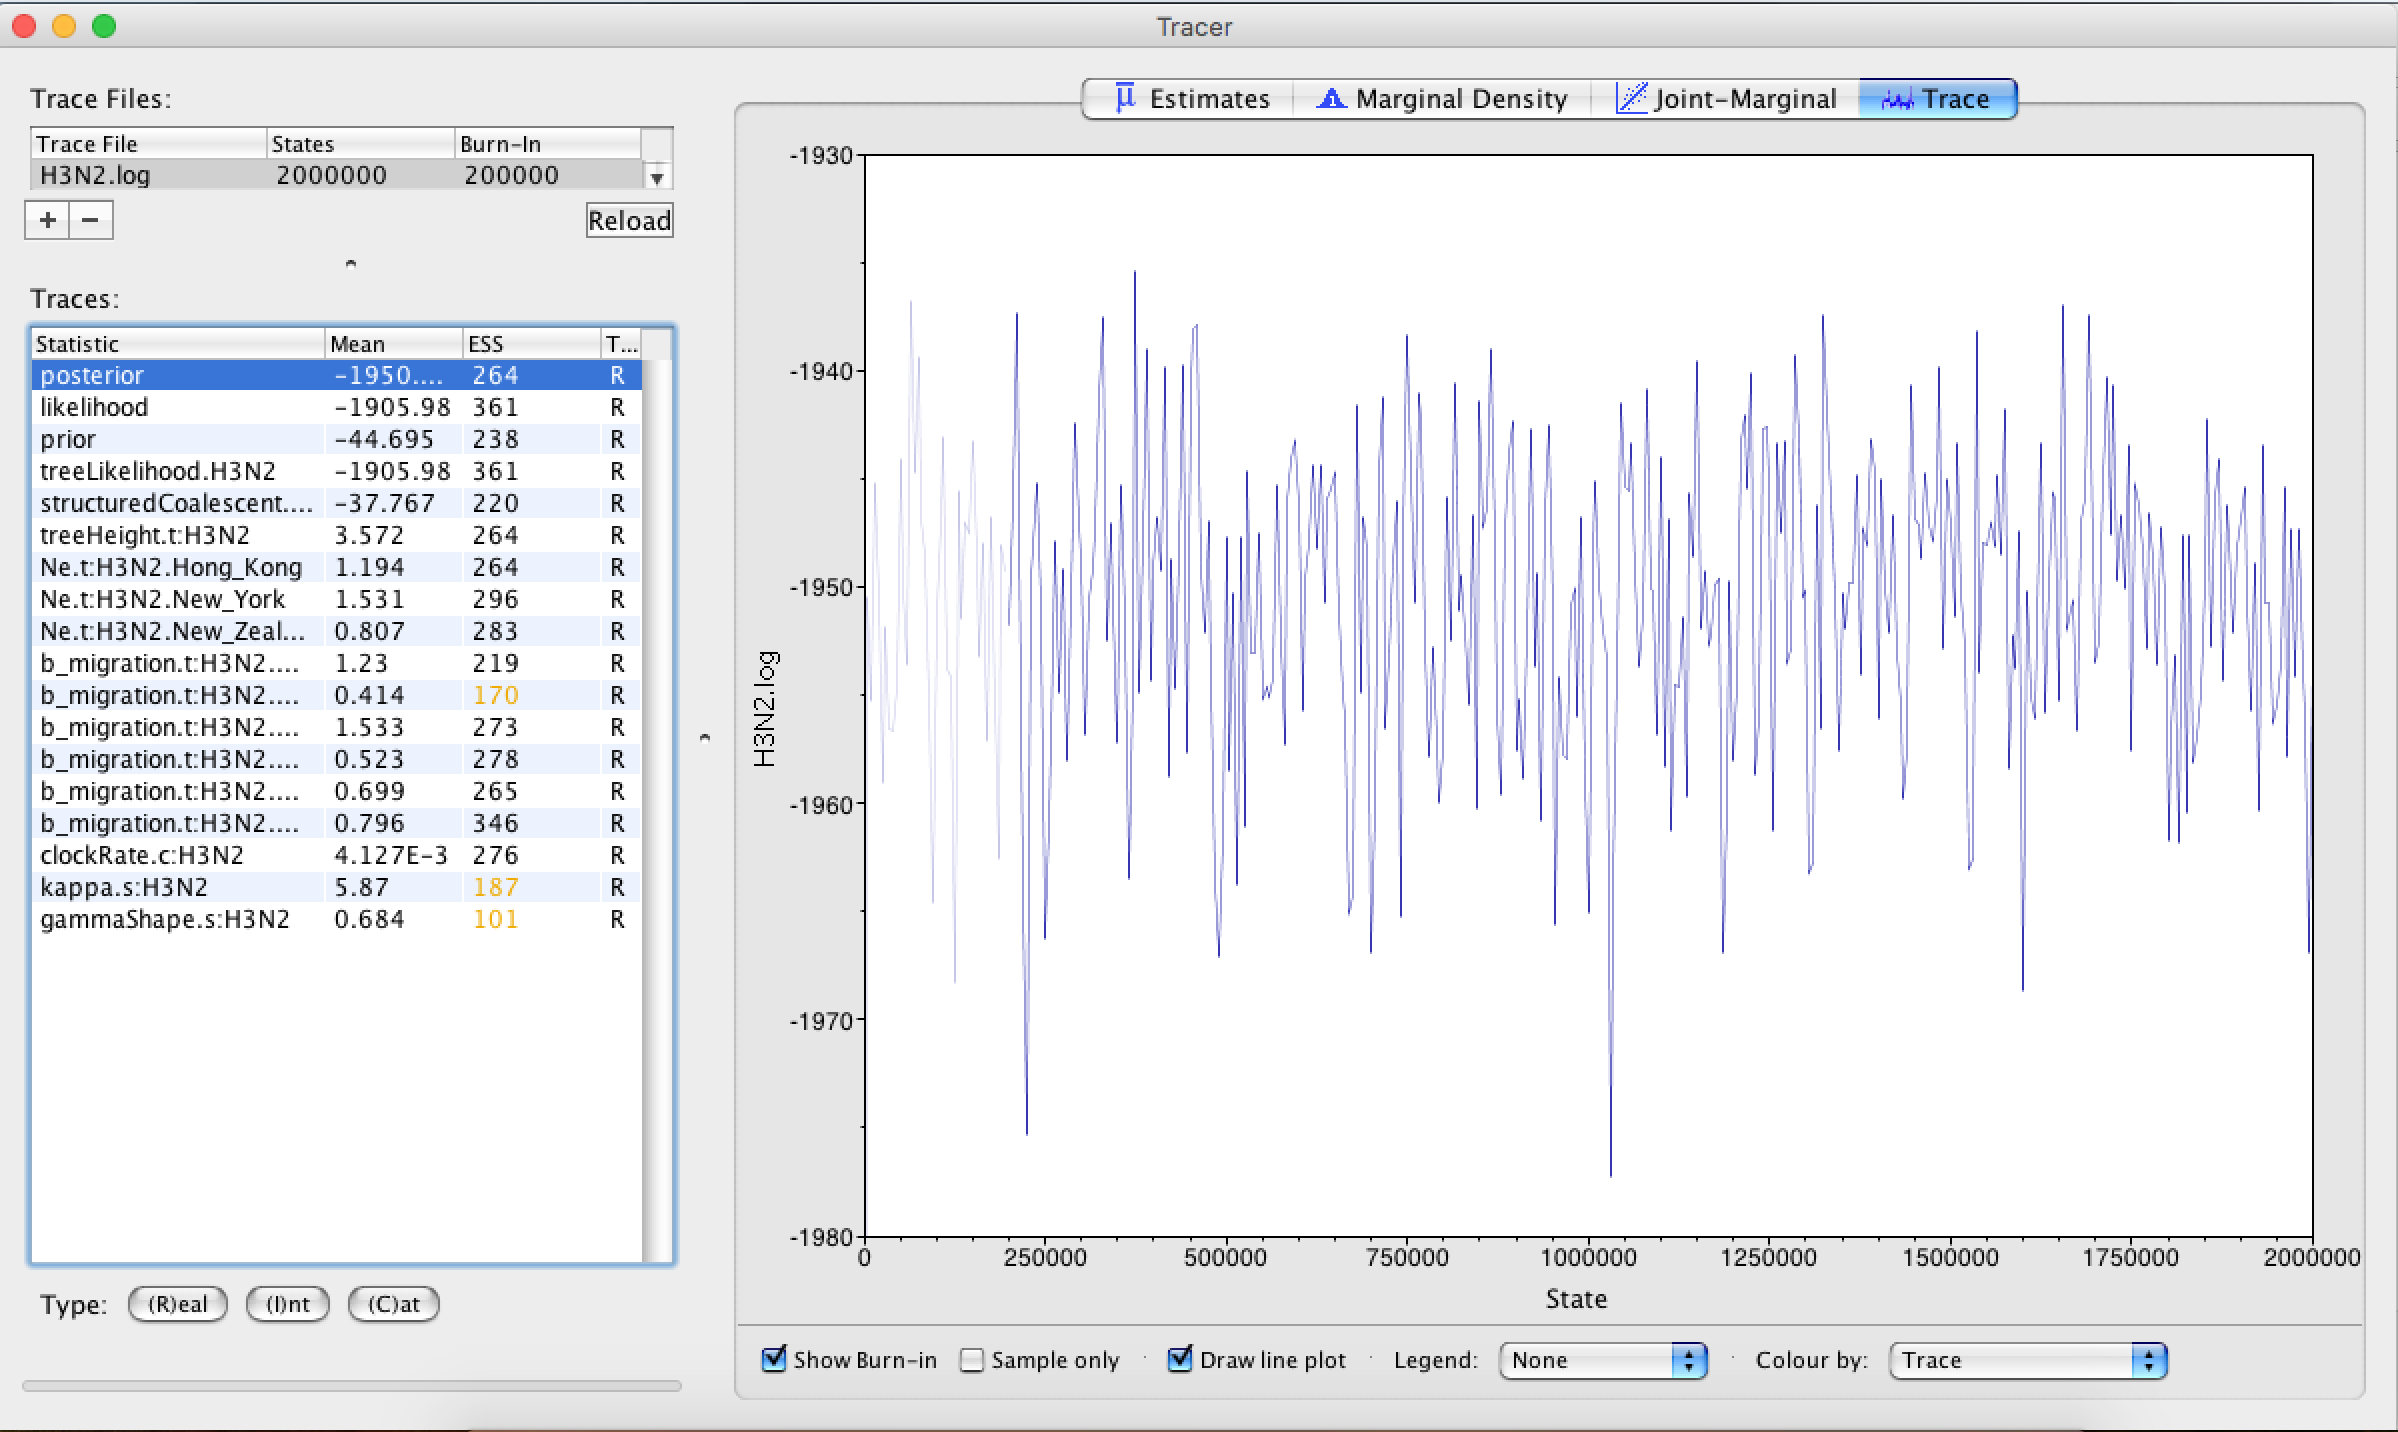 Tracer
Trace Files:
Trace File States Burn-In
H3N2.log 2000000 200000
+ − Reload
Traces:
Statistic Mean ESS T...
posterior −1950.... 264 R
likelihood −1905.98 361 R
prior −44.695 238 R
treeLikelihood.H3N2 −1905.98 361 R
structuredCoalescent.... −37.767 220 R
treeHeight.t:H3N2 3.572 264 R
Ne.t:H3N2.Hong_Kong 1.194 264 R
Ne.t:H3N2.New_York 1.531 296 R
Ne.t:H3N2.New_Zeal... 0.807 283 R
b_migration.t:H3N2.... 1.23 219 R
b_migration.t:H3N2.... 0.414 170 R
b_migration.t:H3N2.... 1.533 273 R
b_migration.t:H3N2.... 0.523 278 R
b_migration.t:H3N2.... 0.699 265 R
b_migration.t:H3N2.... 0.796 346 R
clockRate.c:H3N2 4.127E−3 276 R
kappa.s:H3N2 5.87 187 R
gammaShape.s:H3N2 0.684 101 R
Type: (R)eal (I)nt (C)at
μ Estimates Marginal Density Joint-Marginal Trace
-1930
-1940
-1950
-1960
-1970
-1980
H3N2.log
0 250000 500000 750000 1000000 1250000 1500000 1750000 2000000
State
Show Burn-in Sample only Draw line plot Legend: None Colour by: Trace